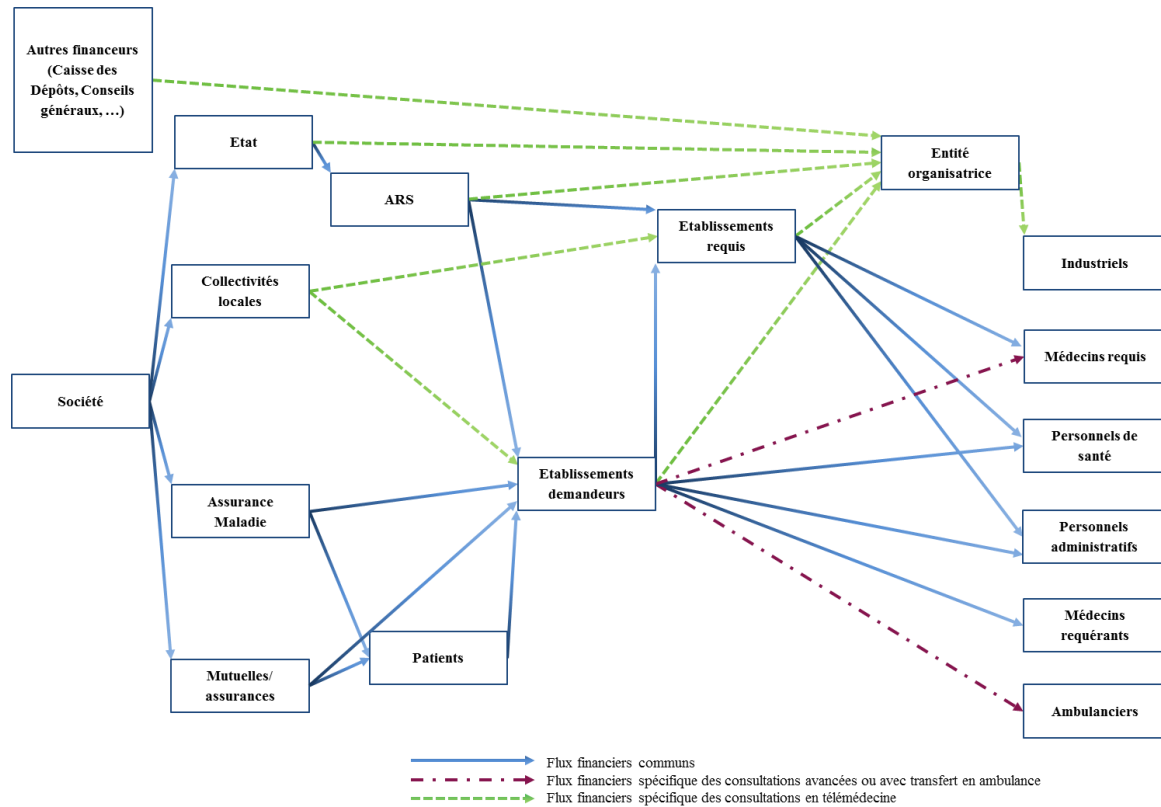 Autres financeurs
(Caisse des
Dépôts, Conseils
généraux, …)
Etat
ARS
Entité
organisatrice
Etablissements
requis
Industriels
Collectivités
locales
Médecins requis
Société
Personnels de
santé
Etablissements
demandeurs
Assurance
Maladie
Personnels
administratifs
Médecins
requérants
Patients
Mutuelles/
assurances
Ambulanciers
Flux financiers communs
Flux financiers spécifique des consultations avancées ou avec transfert en ambulance
Flux financiers spécifique des consultations en télémédecine